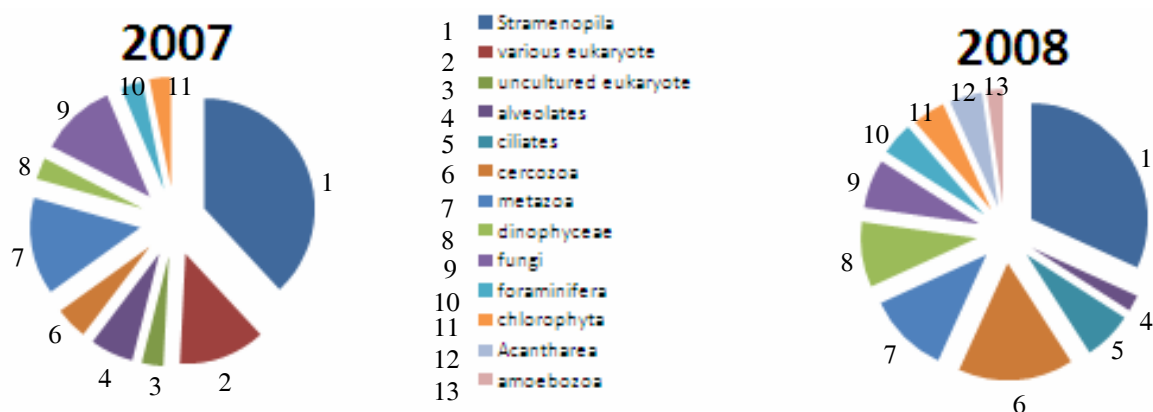 2007
1
2
3
4
6
7
8
9
10
11
1 Stramenopila
2 various eukaryote
3 uncultured eukaryote
4 alveolates
5 ciliates
6 cercozoa
7 metazoa
8 dinophyceae
9 fungi
10 foraminifera
11 chlorophyta
12 Acantharea
13 amoebozoa
2008
1
4
5
6
7
8
9
10
11
12
13